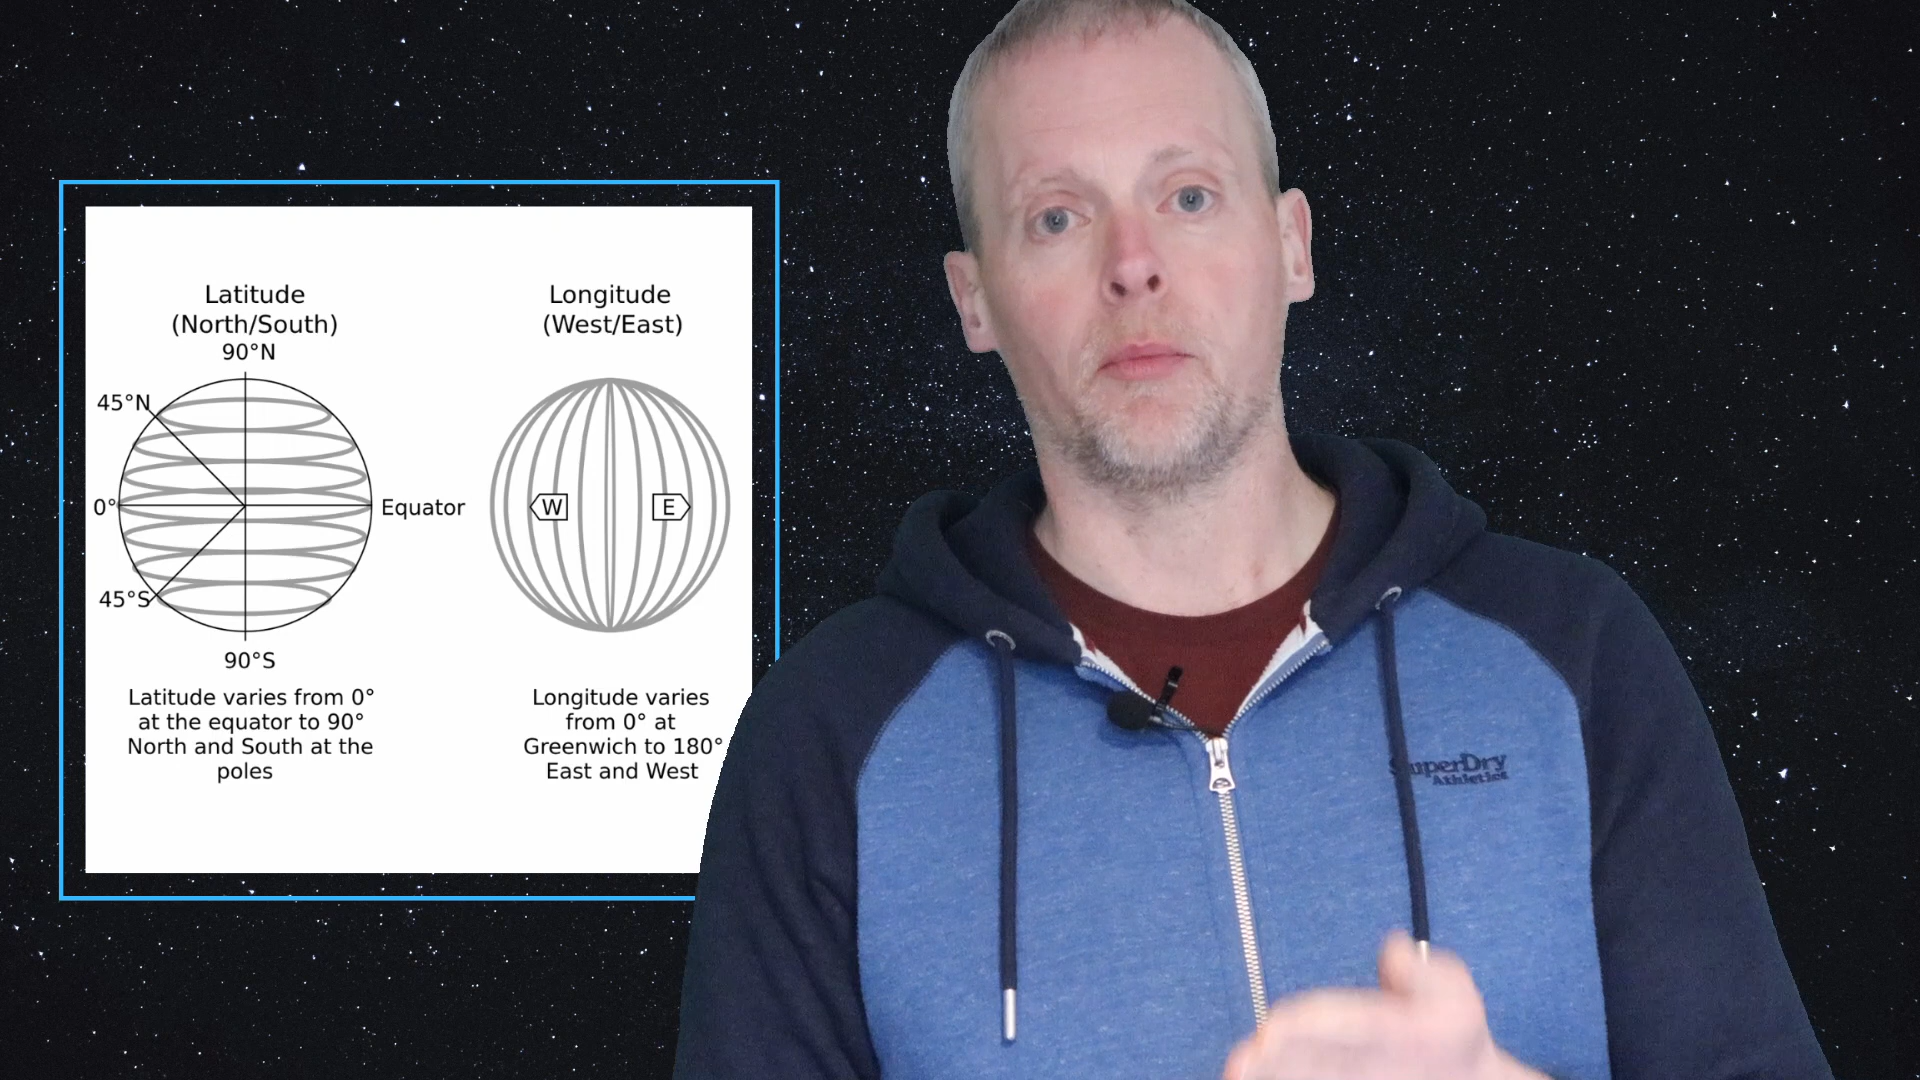 Latitude
(North/South)
90°N
45°N
0°
Equator
45°S
90°S
Latitude varies from 0°
at the equator to 90°
North and South at the
poles
Longitude
(West/East)
W
E
Longitude varies
from 0° at
Greenwich to 180°
East and West
SuperDry
Athletics